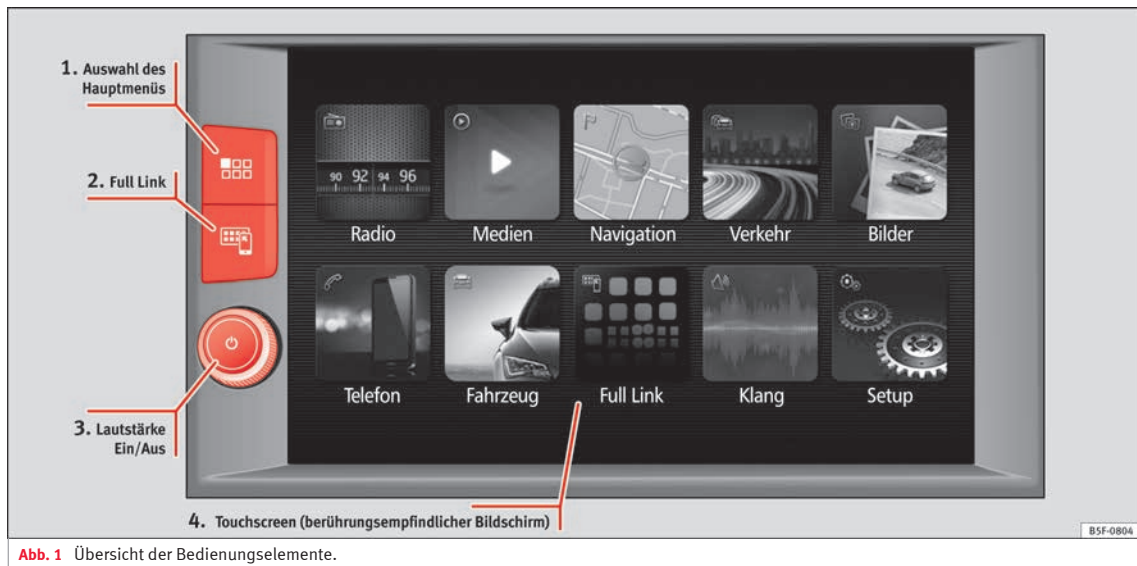 1. Auswahl des
Hauptmenüs
2. Full Link
3. Lautstärke
Ein/Aus
90 92 94 96
Radio Medien Navigation Verkehr Bilder
Telefon Fahrzeug Full Link Klang Setup
4. Touchscreen (berührungsempfindlicher Bildschirm)
B5F-0804
Abb. 1 Übersicht der Bedienungselemente.